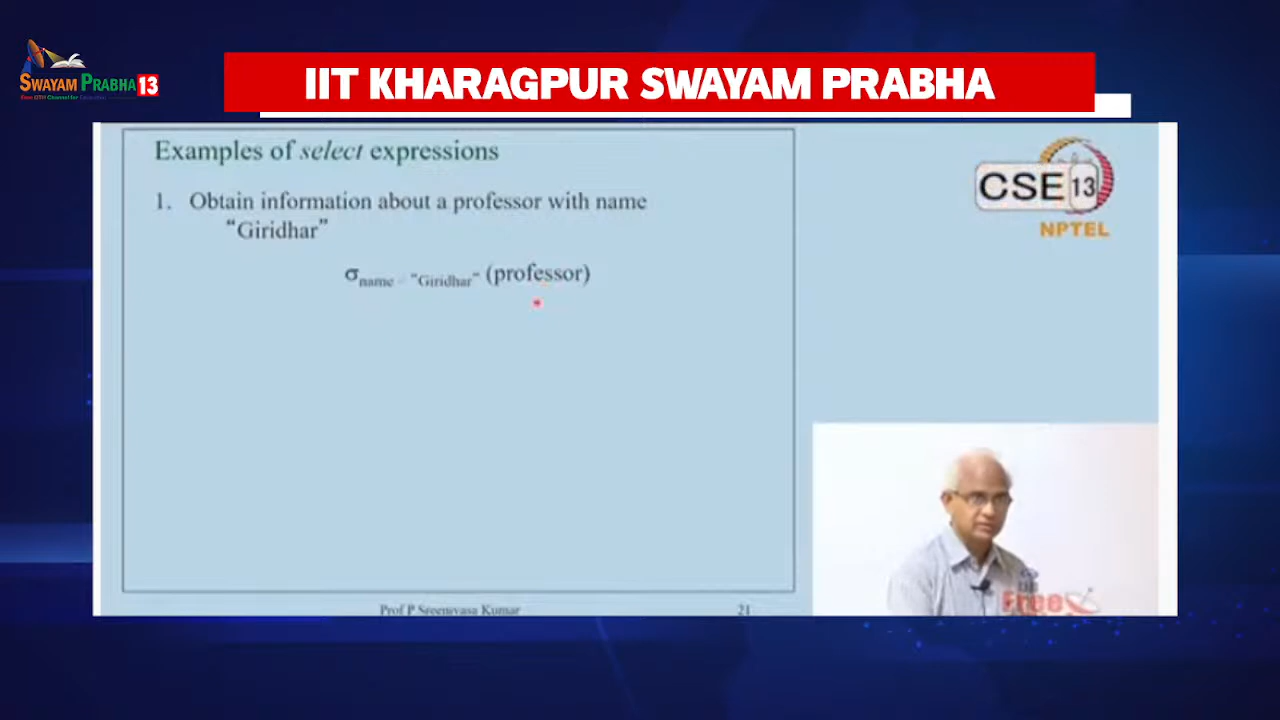 SWAYAM PRABHA 13
IIT KHARAGPUR SWAYAM PRABHA
Examples of select expressions
1. Obtain information about a professor with name
“Giridhar”
σname = “Giridhar” (professor)
CSE 13
NPTEL
Free
Prof P Sreenivasa Kumar
21